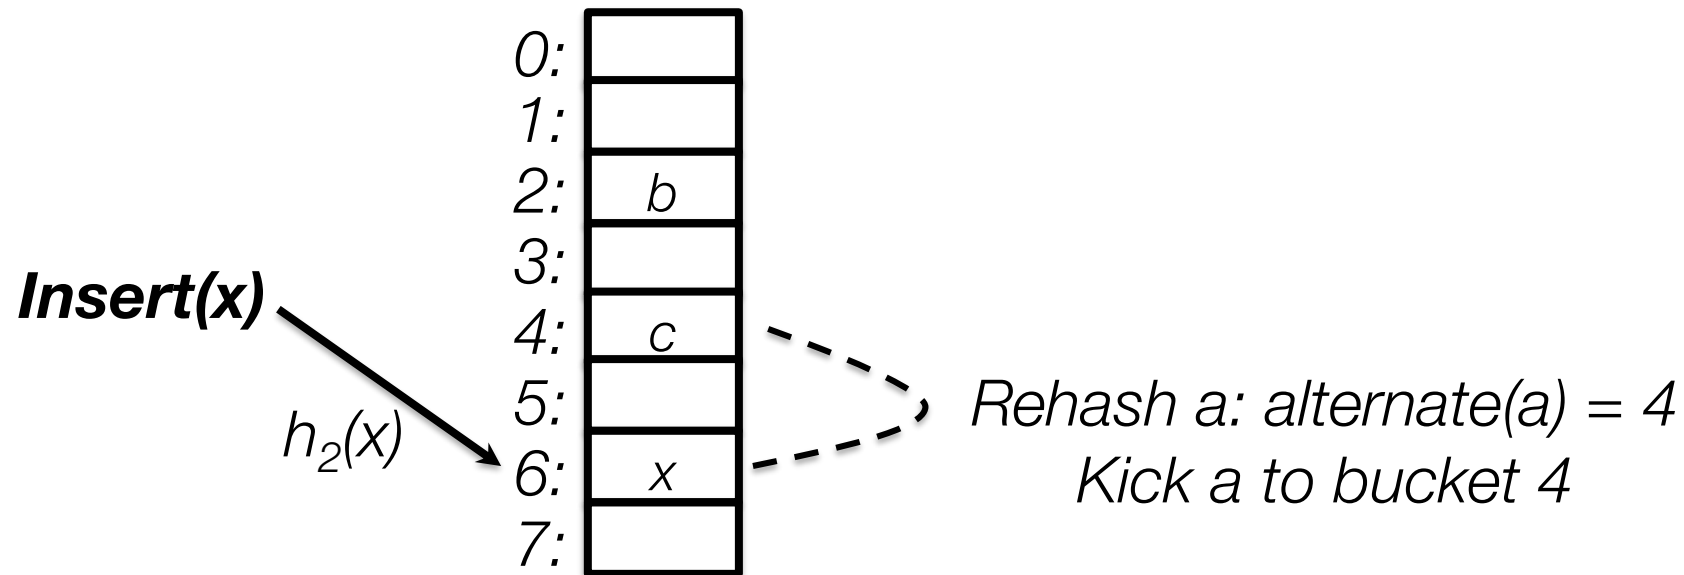 0:
1:
2: b
3:
Insert(x)
4: c
5:
Rehash a: alternate(a) = 4
h2(x)
6: x
Kick a to bucket 4
7: